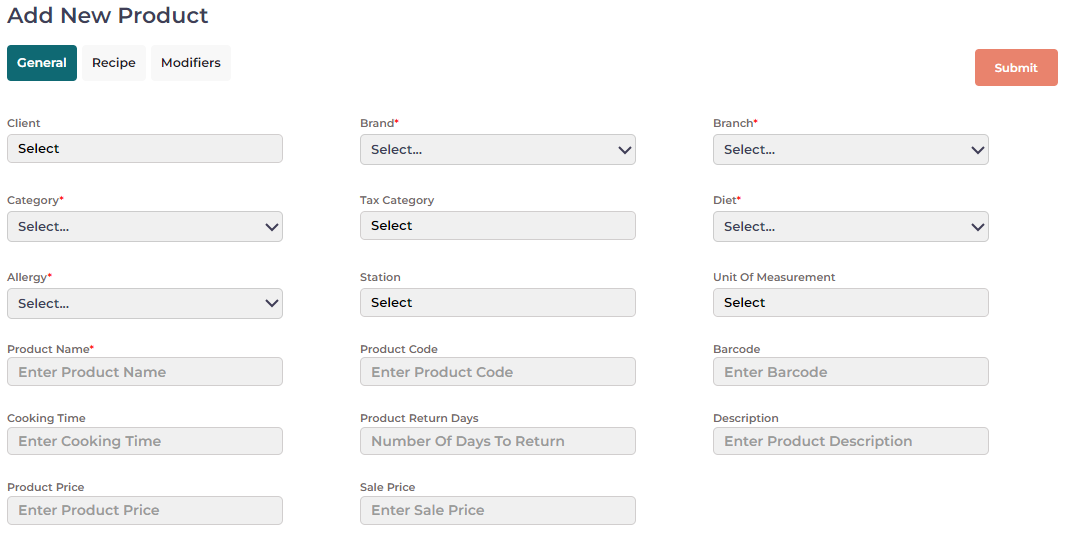 Add New Product
General Recipe Modifiers
Submit
Client Brand* Branch*
Select Select... Select...
Category* Tax Category Diet*
Select... Select Select...
Allergy* Station Unit Of Measurement
Select... Select Select
Product Name* Product Code Barcode
Enter Product Name Enter Product Code Enter Barcode
Cooking Time Product Return Days Description
Enter Cooking Time Number Of Days To Return Enter Product Description
Product Price Sale Price
Enter Product Price Enter Sale Price